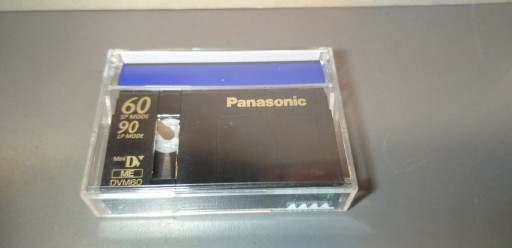 Panasonic
60
SP MODE
90
LP MODE
Mini DV
ME
DVM60